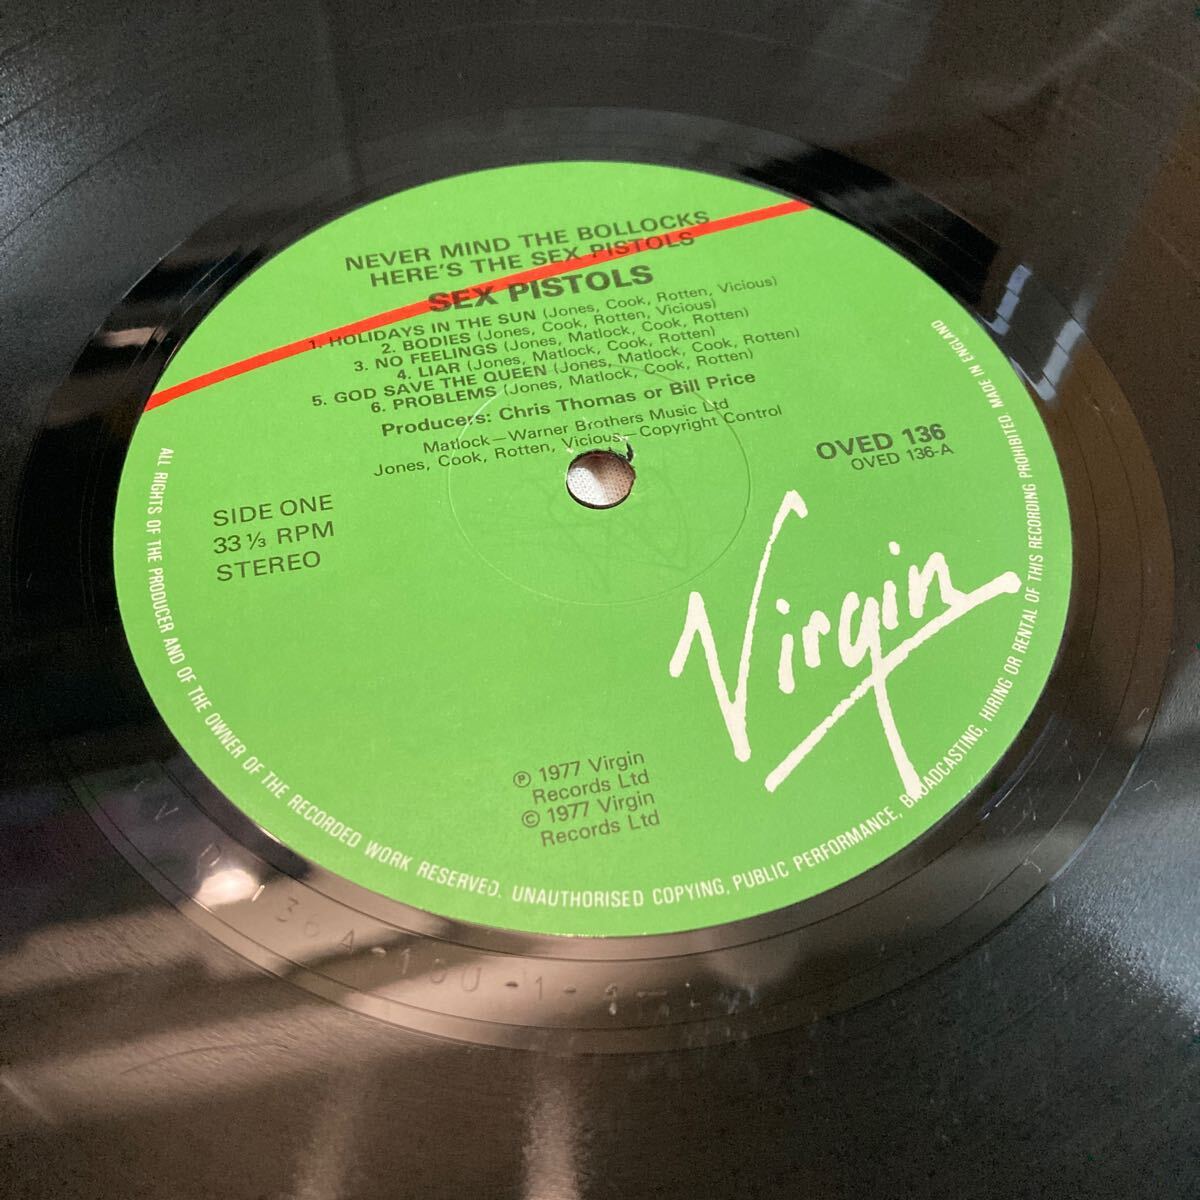 NEVER MIND THE BOLLOCKS
HERE'S THE SEX PISTOLS
SEX PISTOLS
1. HOLIDAYS IN THE SUN (Jones, Cook, Rotten, Vicious)
2. BODIES (Jones, Cook, Rotten, Vicious)
3. NO FEELINGS (Jones, Matlock, Cook, Rotten)
4. LIAR (Jones, Matlock, Cook, Rotten)
5. GOD SAVE THE QUEEN (Jones, Matlock, Cook, Rotten)
6. PROBLEMS (Jones, Matlock, Cook, Rotten)
Producers: Chris Thomas or Bill Price
Matlock—Warner Brothers Music Ltd
Jones, Cook, Rotten, Vicious—Copyright Control
OVED 136
OVED 136-A
SIDE ONE
33⅓ RPM
STEREO
Virgin
℗ 1977 Virgin
Records Ltd
© 1977 Virgin
Records Ltd
ALL RIGHTS OF THE PRODUCER AND OF THE OWNER OF THE RECORDED WORK RESERVED. UNAUTHORISED COPYING, PUBLIC PERFORMANCE, BROADCASTING, HIRING OR RENTAL OF THIS RECORDING PROHIBITED. MADE IN ENGLAND